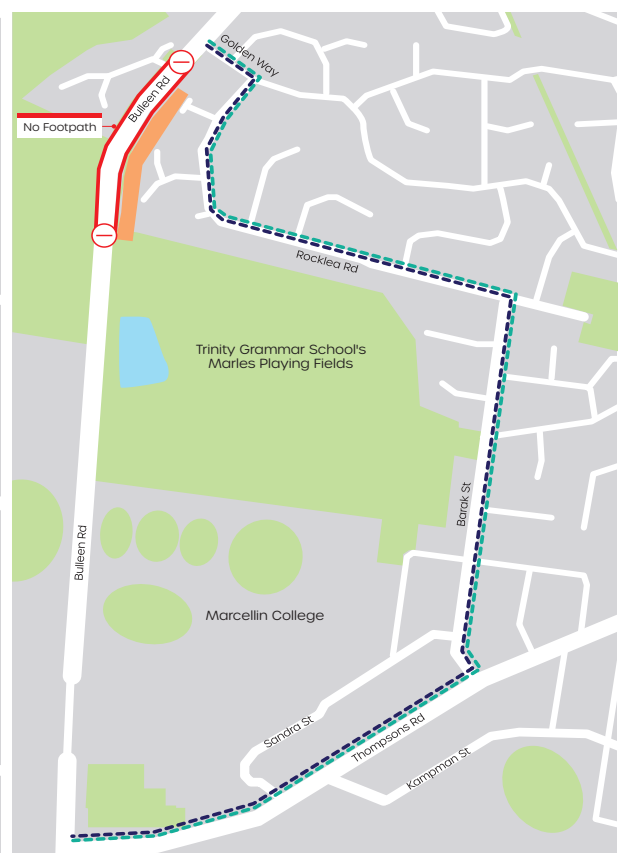 Golden Way
Bulleen Rd
No Footpath
Rocklea Rd
Trinity Grammar School's
Marles Playing Fields
Barak St
Bulleen Rd
Marcellin College
Sandra St
Thompsons Rd
Kampman St